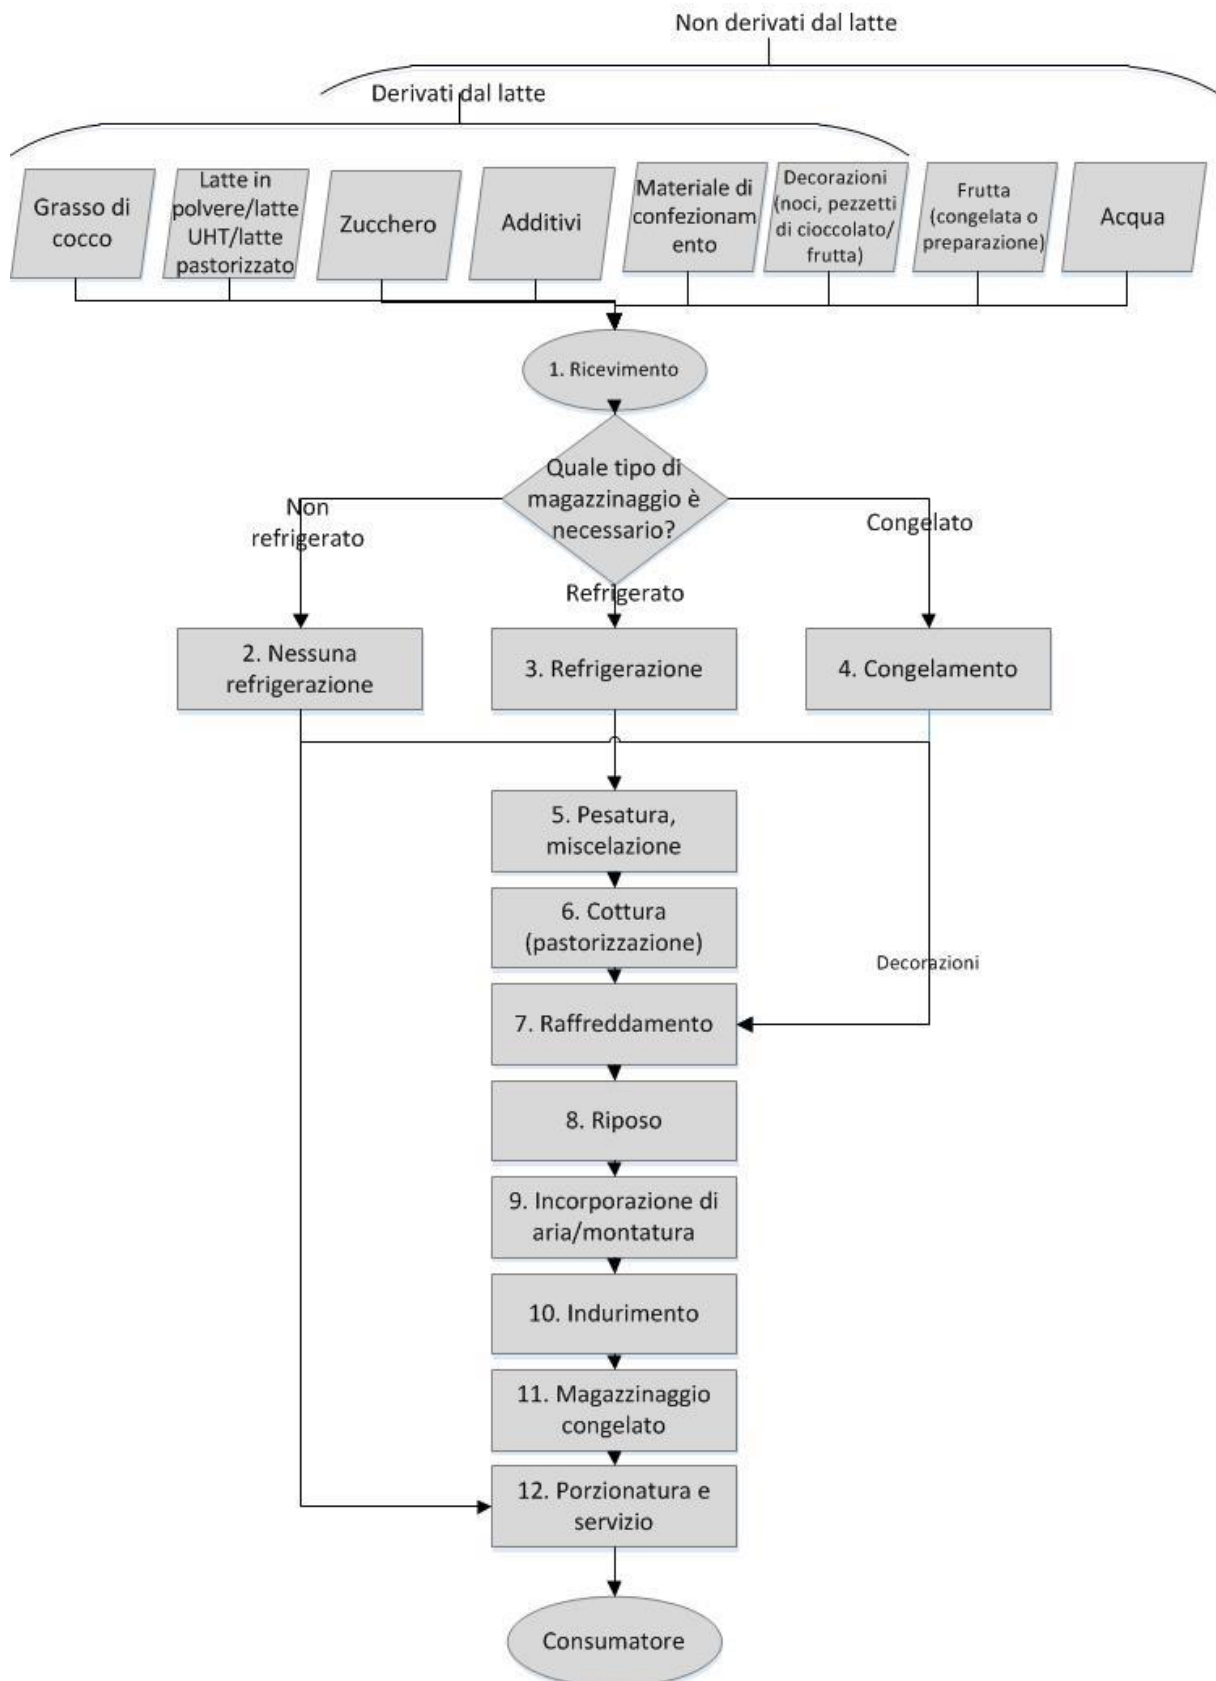 Non derivati dal latte
Derivati dal latte
Grasso di
cocco
Latte in
polvere/latte
UHT/latte
pastorizzato
Zucchero
Additivi
Materiale di
confezionam
ento
Decorazioni
(noci, pezzetti
di cioccolato/
frutta)
Frutta
(congelata o
preparazione)
Acqua
1. Ricevimento
Quale tipo di
magazzinaggio è
necessario?
Non
refrigerato
Congelato
Refrigerato
2. Nessuna
refrigerazione
3. Refrigerazione
4. Congelamento
5. Pesatura,
miscelazione
6. Cottura
(pastorizzazione)
Decorazioni
7. Raffreddamento
8. Riposo
9. Incorporazione di
aria/montatura
10. Indurimento
11. Magazzinaggio
congelato
12. Porzionatura e
servizio
Consumatore